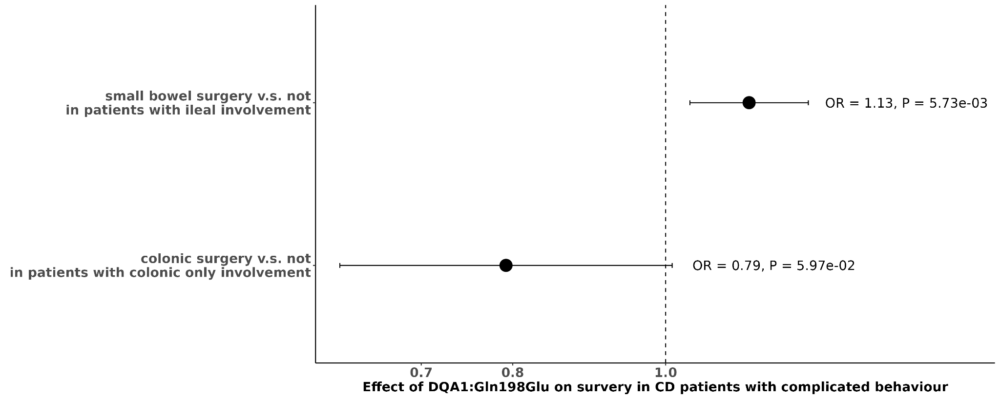 small bowel surgery v.s. not
in patients with ileal involvement
OR = 1.13, P = 5.73e-03
colonic surgery v.s. not
in patients with colonic only involvement
OR = 0.79, P = 5.97e-02
0.7 0.8 1.0
Effect of DQA1:Gln198Glu on survery in CD patients with complicated behaviour